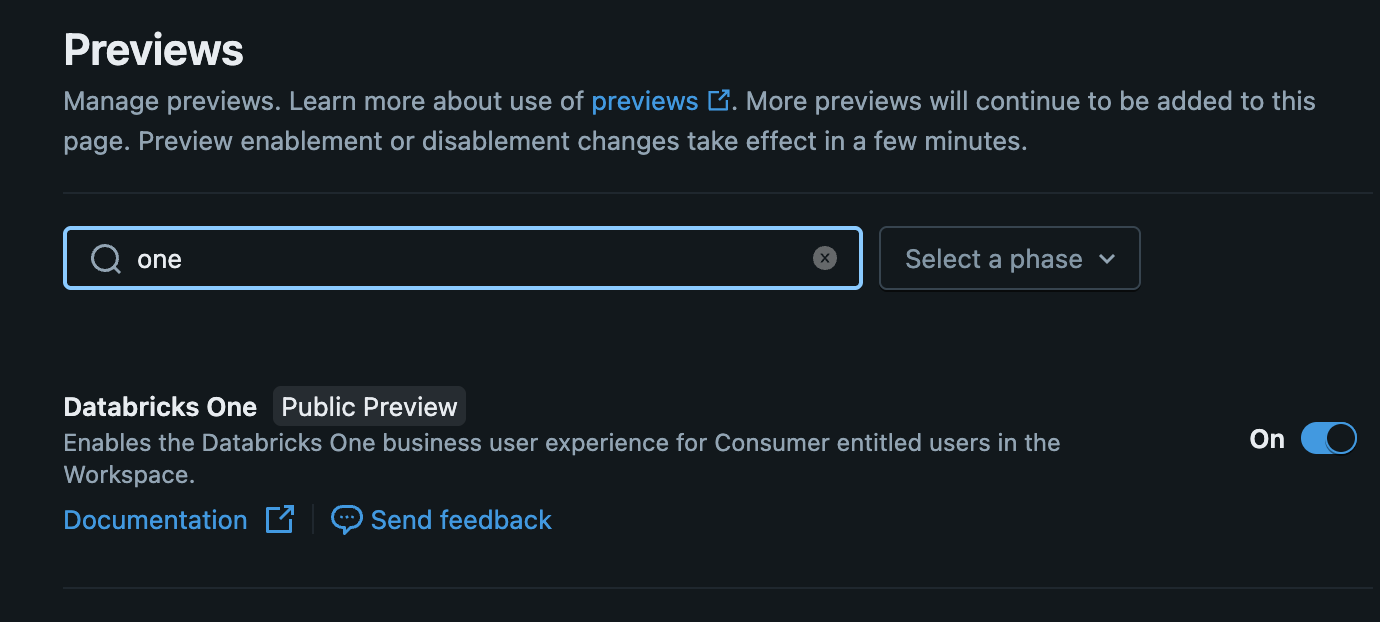 Previews
Manage previews. Learn more about use of previews. More previews will continue to be added to this
page. Preview enablement or disablement changes take effect in a few minutes.
one
Select a phase
Databricks One Public Preview
Enables the Databricks One business user experience for Consumer entitled users in the
Workspace.
On
Documentation Send feedback